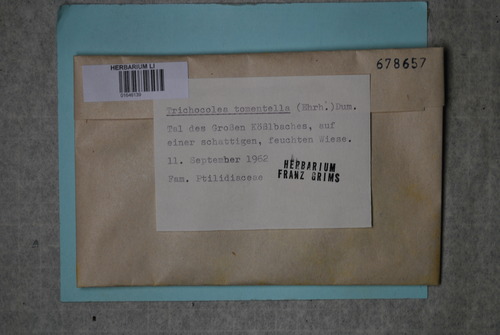 HERBARIUM LI
678657
Trichocolea tomentella (Ehrh.)Dum.
Tal des Großen Kößlbaches, auf
einer schattigen, feuchten Wiese.
11. September 1962
Fam. Ptilidiaceae
HERBARIUM
FRANZ GRIMS